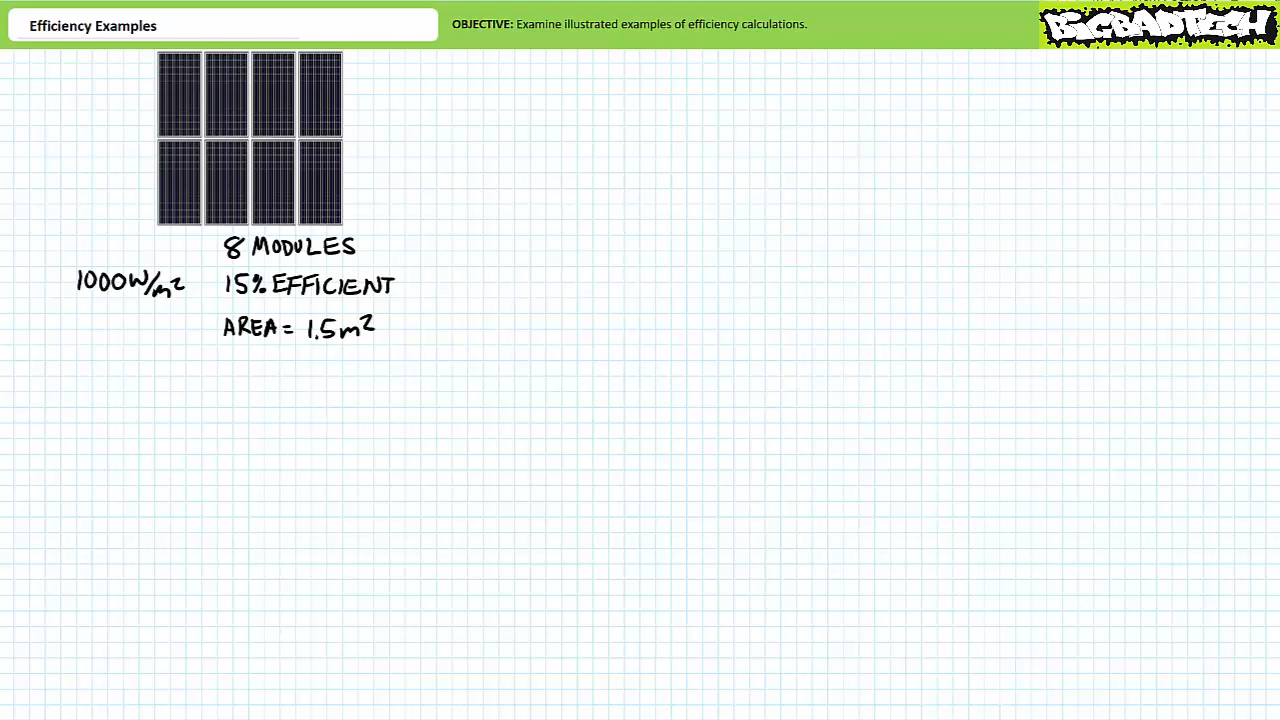 Efficiency Examples
OBJECTIVE: Examine illustrated examples of efficiency calculations.
BIGBADTECH
8 MODULES
1000W/m² 15% EFFICIENT
AREA = 1.5m²